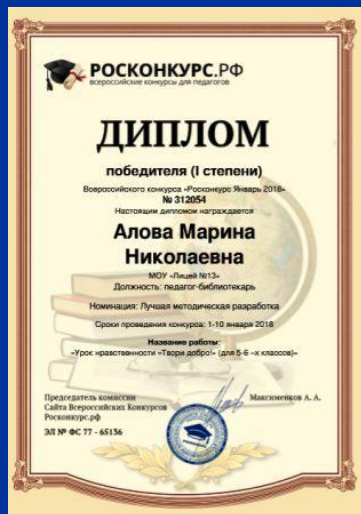 РОСКОНКУРС.РФ
всероссийские конкурсы для педагогов
ДИПЛОМ
победителя (I степени)
Всероссийского конкурса «Росконкурс Январь 2018»
№ 312054
Настоящим дипломом награждается
Алова Марина
Николаевна
МОУ «Лицей №13»
Должность: педагог-библиотекарь
Номинация: Лучшая методическая разработка
Сроки проведения конкурса: 1-10 января 2018
Название работы:
«Урок нравственности «Твори добро!» (для 5-6 -х классов)»
Председатель комиссии
Сайта Всероссийских Конкурсов
Росконкурс.рф
Максименков А. А.
ЭЛ № ФС 77 - 65136